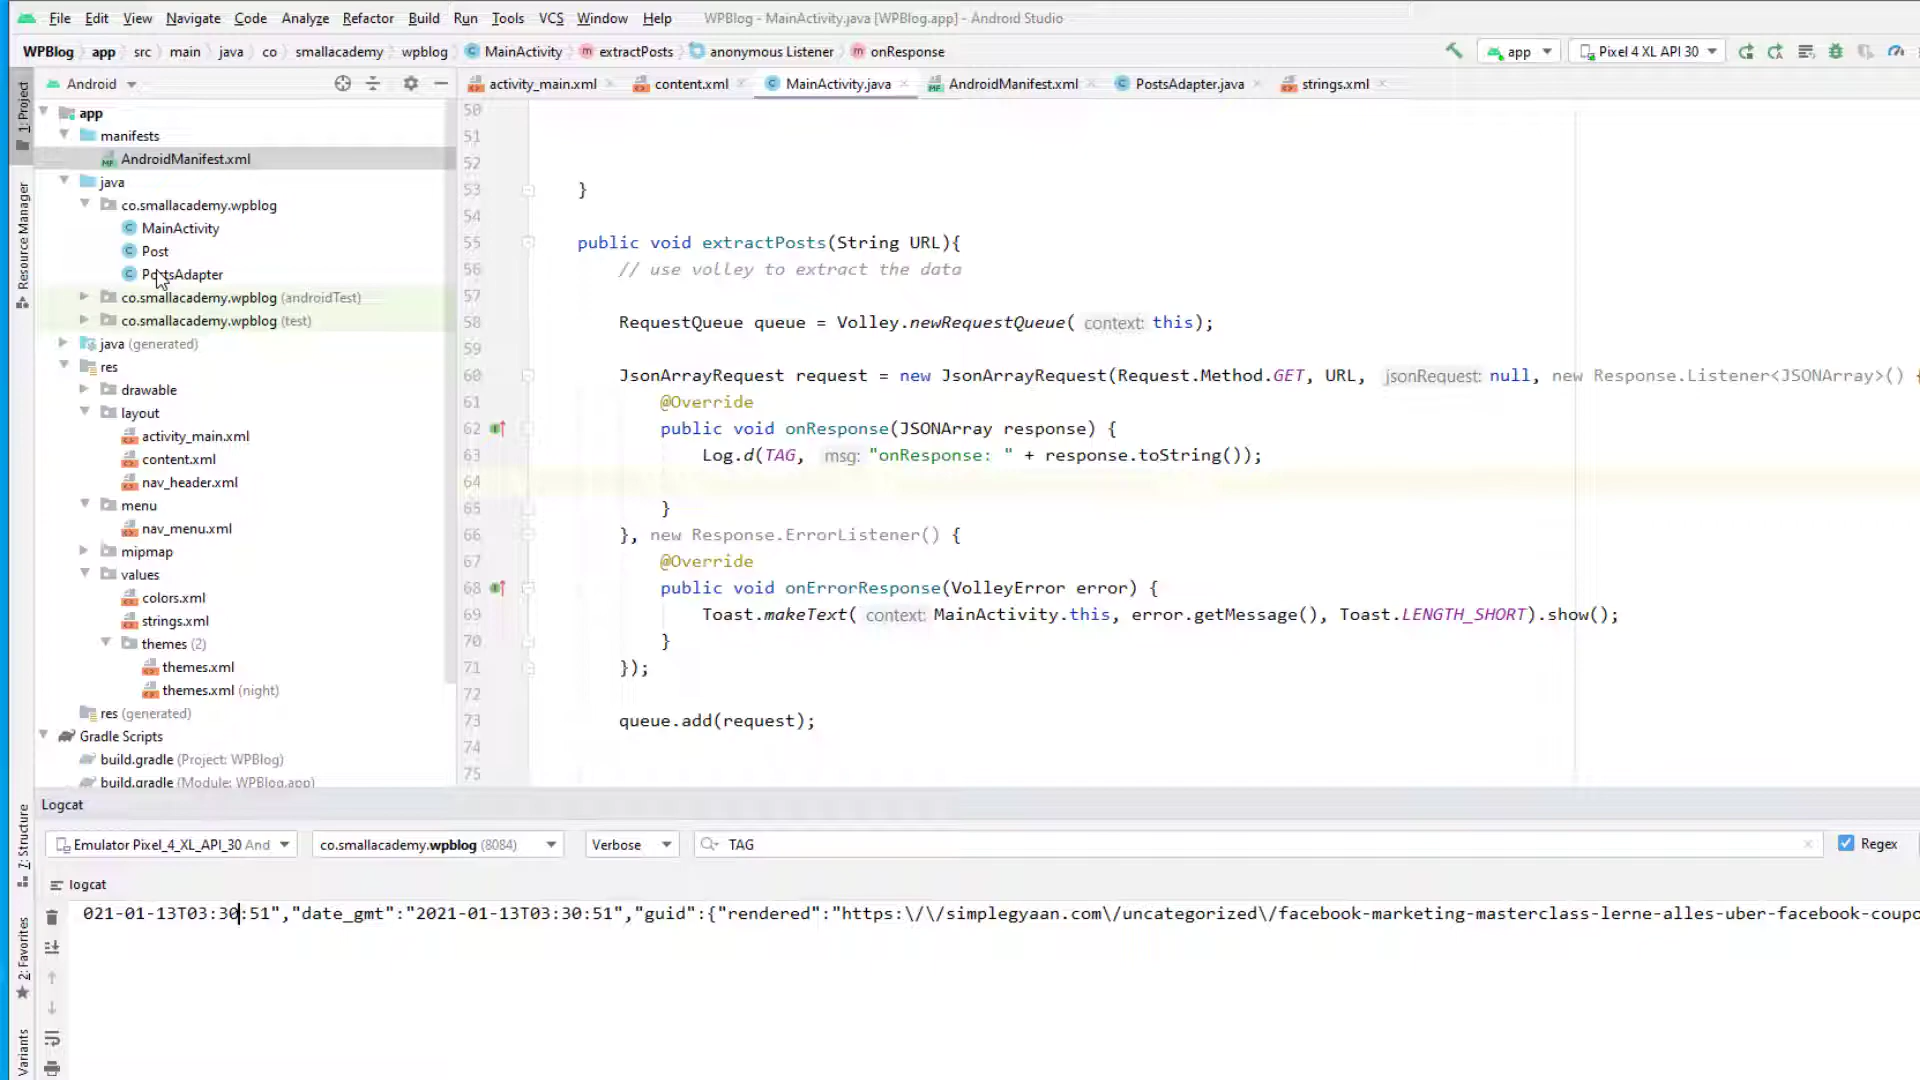 File Edit View Navigate Code Analyze Refactor Build Run Tools VCS Window Help WPBlog - MainActivity.java [WPBlog.app] - Android Studio
WPBlog app src main java co smallacademy wpblog MainActivity extractPosts anonymous Listener onResponse app Pixel 4 XL API 30
Android
activity_main.xml content.xml MainActivity.java AndroidManifest.xml PostsAdapter.java strings.xml
1: Project
Resource Manager
7: Structure
2: Favorites
Variants
app
manifests
AndroidManifest.xml
java
co.smallacademy.wpblog
MainActivity
Post
PostsAdapter
co.smallacademy.wpblog (androidTest)
co.smallacademy.wpblog (test)
java (generated)
res
drawable
layout
activity_main.xml
content.xml
nav_header.xml
menu
nav_menu.xml
mipmap
values
colors.xml
strings.xml
themes (2)
themes.xml
themes.xml (night)
res (generated)
Gradle Scripts
build.gradle (Project: WPBlog)
build.gradle (Module: WPBlog.app)
50
51
52
53 }
54
55 public void extractPosts(String URL){
56 // use volley to extract the data
57
58 RequestQueue queue = Volley.newRequestQueue( context: this);
59
60 JsonArrayRequest request = new JsonArrayRequest(Request.Method.GET, URL, jsonRequest: null, new Response.Listener<JSONArray>() {
61 @Override
62 public void onResponse(JSONArray response) {
63 Log.d(TAG, msg: "onResponse: " + response.toString());
64
65 }
66 }, new Response.ErrorListener() {
67 @Override
68 public void onErrorResponse(VolleyError error) {
69 Toast.makeText( context: MainActivity.this, error.getMessage(), Toast.LENGTH_SHORT).show();
70 }
71 });
72
73 queue.add(request);
74
75
Logcat
Emulator Pixel_4_XL_API_30 And co.smallacademy.wpblog (8084) Verbose TAG Regex
logcat
021-01-13T03:30:51","date_gmt":"2021-01-13T03:30:51","guid":{"rendered":"https:\/\/simplegyaan.com\/uncategorized\/facebook-marketing-masterclass-lerne-alles-uber-facebook-coupo